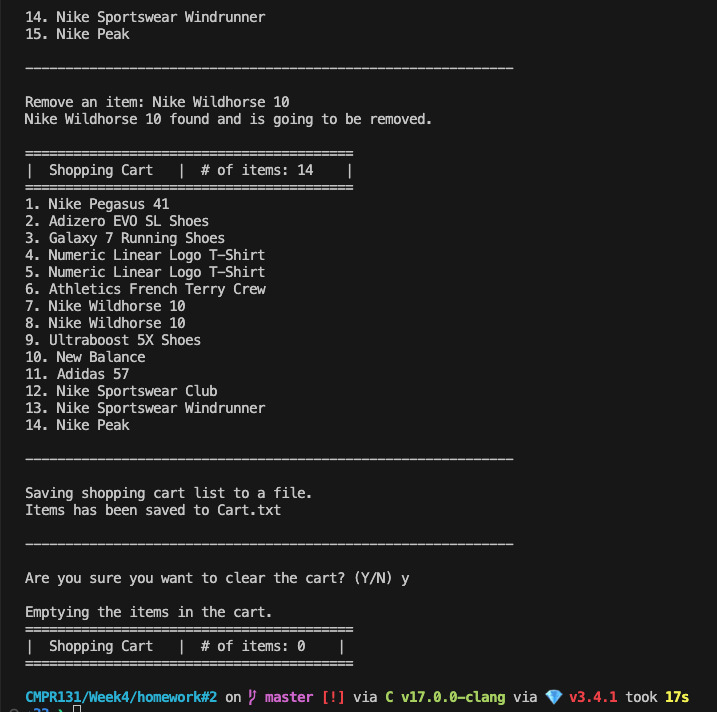 14. Nike Sportswear Windrunner
15. Nike Peak
-------------------------------------------------------------
Remove an item: Nike Wildhorse 10
Nike Wildhorse 10 found and is going to be removed.
=========================================
|  Shopping Cart   |  # of items: 14    |
=========================================
1. Nike Pegasus 41
2. Adizero EVO SL Shoes
3. Galaxy 7 Running Shoes
4. Numeric Linear Logo T-Shirt
5. Numeric Linear Logo T-Shirt
6. Athletics French Terry Crew
7. Nike Wildhorse 10
8. Nike Wildhorse 10
9. Ultraboost 5X Shoes
10. New Balance
11. Adidas 57
12. Nike Sportswear Club
13. Nike Sportswear Windrunner
14. Nike Peak
-------------------------------------------------------------
Saving shopping cart list to a file.
Items has been saved to Cart.txt
-------------------------------------------------------------
Are you sure you want to clear the cart? (Y/N) y
Emptying the items in the cart.
=========================================
|  Shopping Cart   |  # of items: 0    |
=========================================
CMPR131/Week4/homework#2 on master [!] via C v17.0.0-clang via 💎 v3.4.1 took 17s